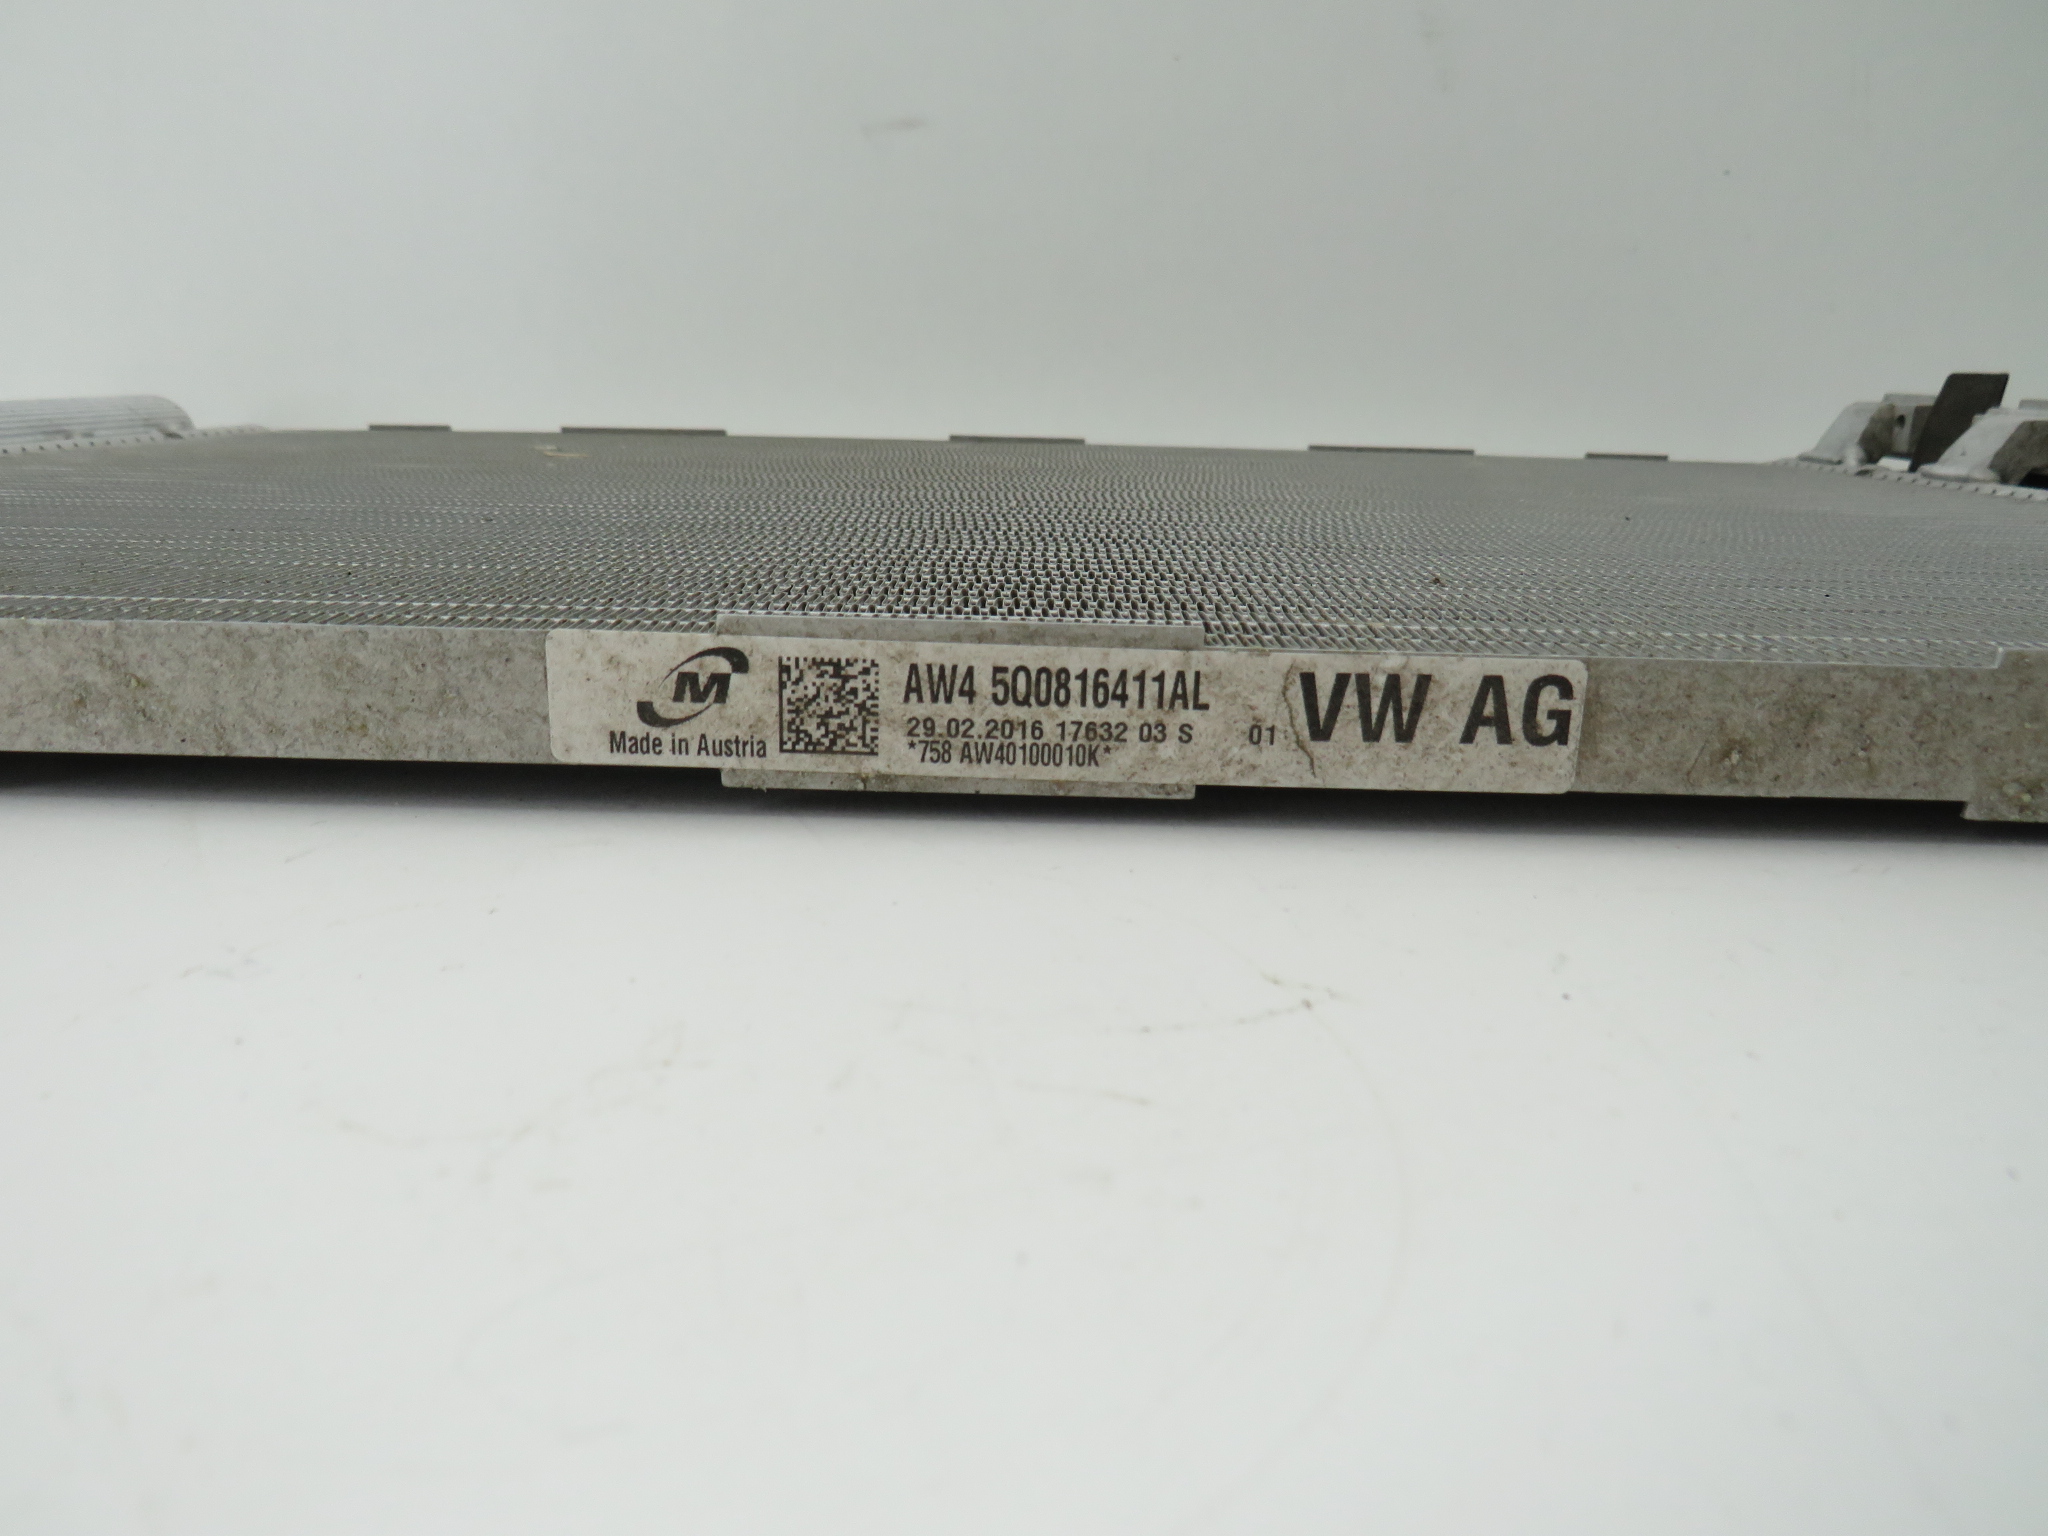 M
Made in Austria
AW4 5Q0816411AL
29.02.2016 17632 03 S 01
*758 AW40100010K*
VW AG